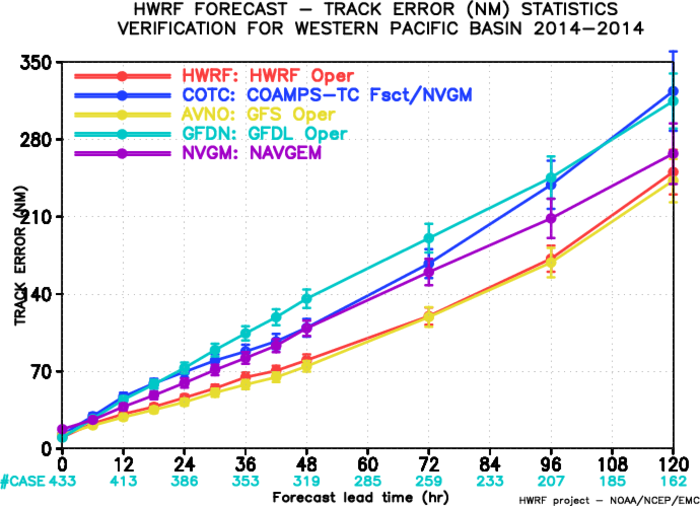 HWRF FORECAST – TRACK ERROR (NM) STATISTICS
VERIFICATION FOR WESTERN PACIFIC BASIN 2014–2014
HWRF: HWRF Oper
COTC: COAMPS–TC Fsct/NVGM
AVNO: GFS Oper
GFDN: GFDL Oper
NVGM: NAVGEM
TRACK ERROR (NM)
350
280
210
140
70
0
0 12 24 36 48 60 72 84 96 108 120
#CASE 433 413 386 353 319 285 259 233 207 185 162
Forecast lead time (hr)
HWRF project – NOAA/NCEP/EMC